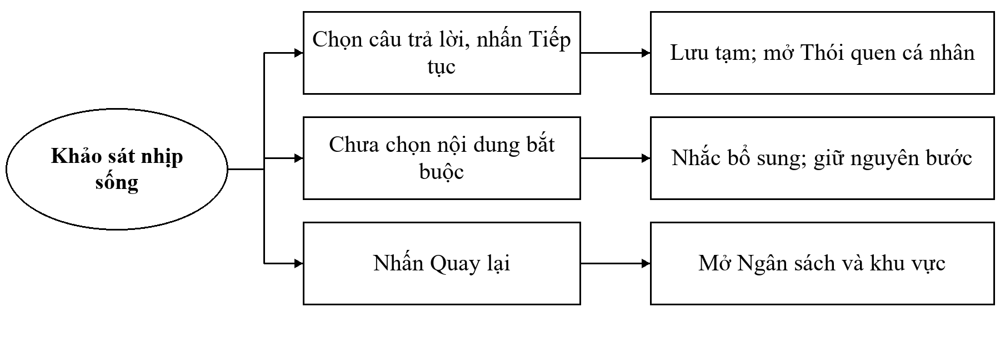 Chọn câu trả lời, nhấn Tiếp
tục
Lưu tạm; mở Thói quen cá nhân
Khảo sát nhịp
sống
Chưa chọn nội dung bắt
buộc
Nhắc bổ sung; giữ nguyên bước
Nhấn Quay lại
Mở Ngân sách và khu vực